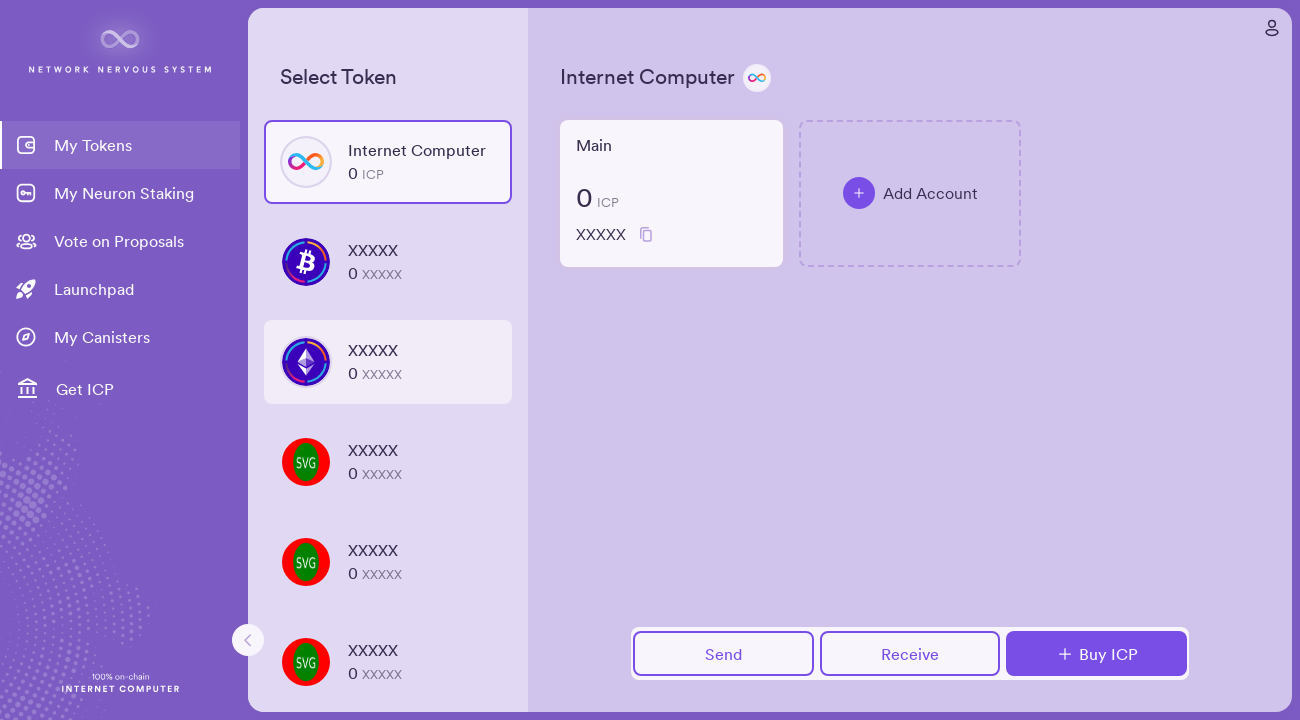 NETWORK NERVOUS SYSTEM
My Tokens
My Neuron Staking
Vote on Proposals
Launchpad
My Canisters
Get ICP
100% on-chain
INTERNET COMPUTER
Select Token
Internet Computer
0 ICP
XXXXX
0 XXXXX
XXXXX
0 XXXXX
SVG
XXXXX
0 XXXXX
SVG
XXXXX
0 XXXXX
SVG
XXXXX
0 XXXXX
Internet Computer
Main
0 ICP
XXXXX
Add Account
Send
Receive
Buy ICP